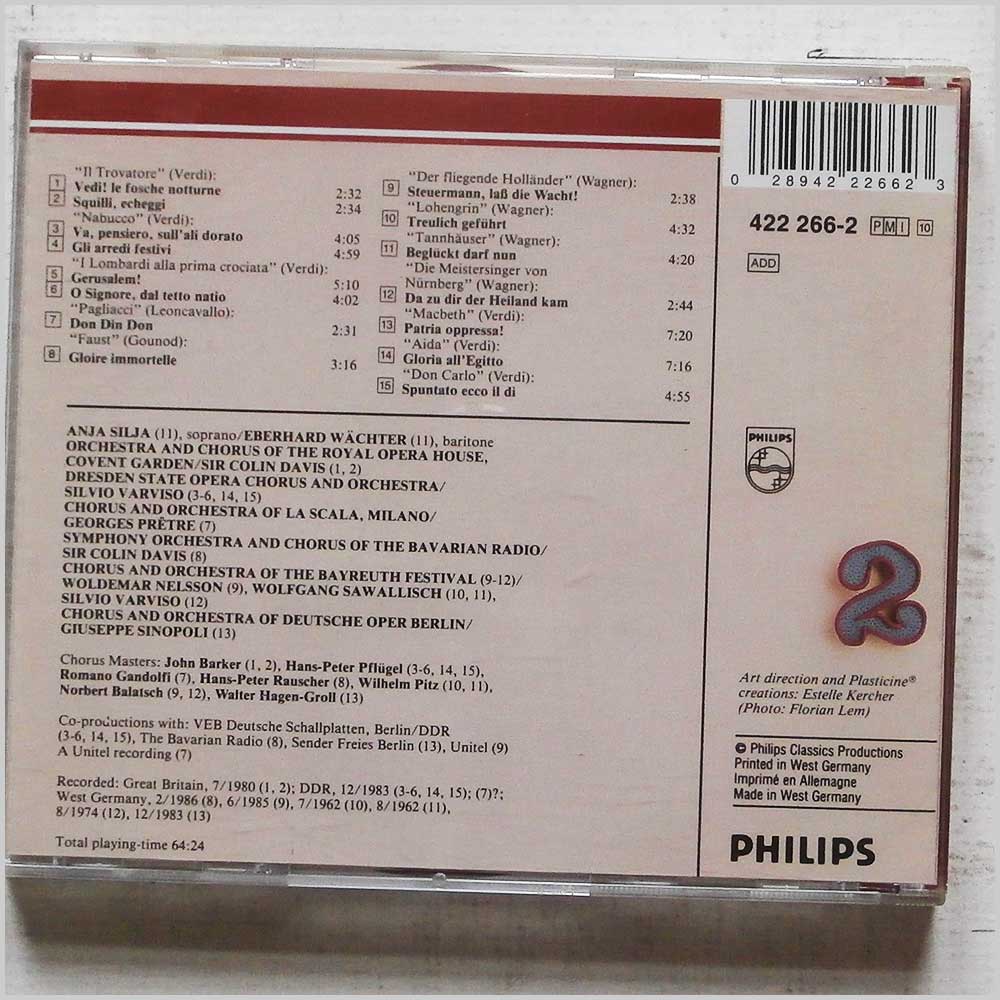 "Il Trovatore" (Verdi):
1 Vedi! le fosche notturne 2:32
2 Squilli, echeggi 2:34
"Nabucco" (Verdi):
3 Va, pensiero, sull'ali dorato 4:05
4 Gli arredi festivi 4:59
"I Lombardi alla prima crociata" (Verdi):
5 Gerusalem! 5:10
6 O Signore, dal tetto natio 4:02
"Pagliacci" (Leoncavallo):
7 Don Din Don 2:31
"Faust" (Gounod):
8 Gloire immortelle 3:16
"Der fliegende Holländer" (Wagner):
9 Steuermann, laß die Wacht! 2:38
"Lohengrin" (Wagner):
10 Treulich geführt 4:32
"Tannhäuser" (Wagner):
11 Beglückt darf nun 4:20
"Die Meistersinger von
Nürnberg" (Wagner):
12 Da zu dir der Heiland kam 2:44
"Macbeth" (Verdi):
13 Patria oppressa! 7:20
"Aida" (Verdi):
14 Gloria all'Egitto 7:16
"Don Carlo" (Verdi):
15 Spuntato ecco il di 4:55
ANJA SILJA (11), soprano/EBERHARD WÄCHTER (11), baritone
ORCHESTRA AND CHORUS OF THE ROYAL OPERA HOUSE,
COVENT GARDEN/SIR COLIN DAVIS (1, 2)
DRESDEN STATE OPERA CHORUS AND ORCHESTRA/
SILVIO VARVISO (3-6, 14, 15)
CHORUS AND ORCHESTRA OF LA SCALA, MILANO/
GEORGES PRÊTRE (7)
SYMPHONY ORCHESTRA AND CHORUS OF THE BAVARIAN RADIO/
SIR COLIN DAVIS (8)
CHORUS AND ORCHESTRA OF THE BAYREUTH FESTIVAL (9-12)/
WOLDEMAR NELSSON (9), WOLFGANG SAWALLISCH (10, 11),
SILVIO VARVISO (12)
CHORUS AND ORCHESTRA OF DEUTSCHE OPER BERLIN/
GIUSEPPE SINOPOLI (13)
Chorus Masters: John Barker (1, 2), Hans-Peter Pflügel (3-6, 14, 15),
Romano Gandolfi (7), Hans-Peter Rauscher (8), Wilhelm Pitz (10, 11),
Norbert Balatsch (9, 12), Walter Hagen-Groll (13)
Co-productions with: VEB Deutsche Schallplatten, Berlin/DDR
(3-6, 14, 15), The Bavarian Radio (8), Sender Freies Berlin (13), Unitel (9)
A Unitel recording (7)
Recorded: Great Britain, 7/1980 (1, 2); DDR, 12/1983 (3-6, 14, 15); (7)?;
West Germany, 2/1986 (8), 6/1985 (9), 7/1962 (10), 8/1962 (11),
8/1974 (12), 12/1983 (13)
Total playing-time 64:24
0 28942 22662 3
422 266-2 PMI 10
ADD
PHILIPS
2
Art direction and Plasticine®
creations: Estelle Kercher
(Photo: Florian Lem)
© Philips Classics Productions
Printed in West Germany
Imprimé en Allemagne
Made in West Germany
PHILIPS